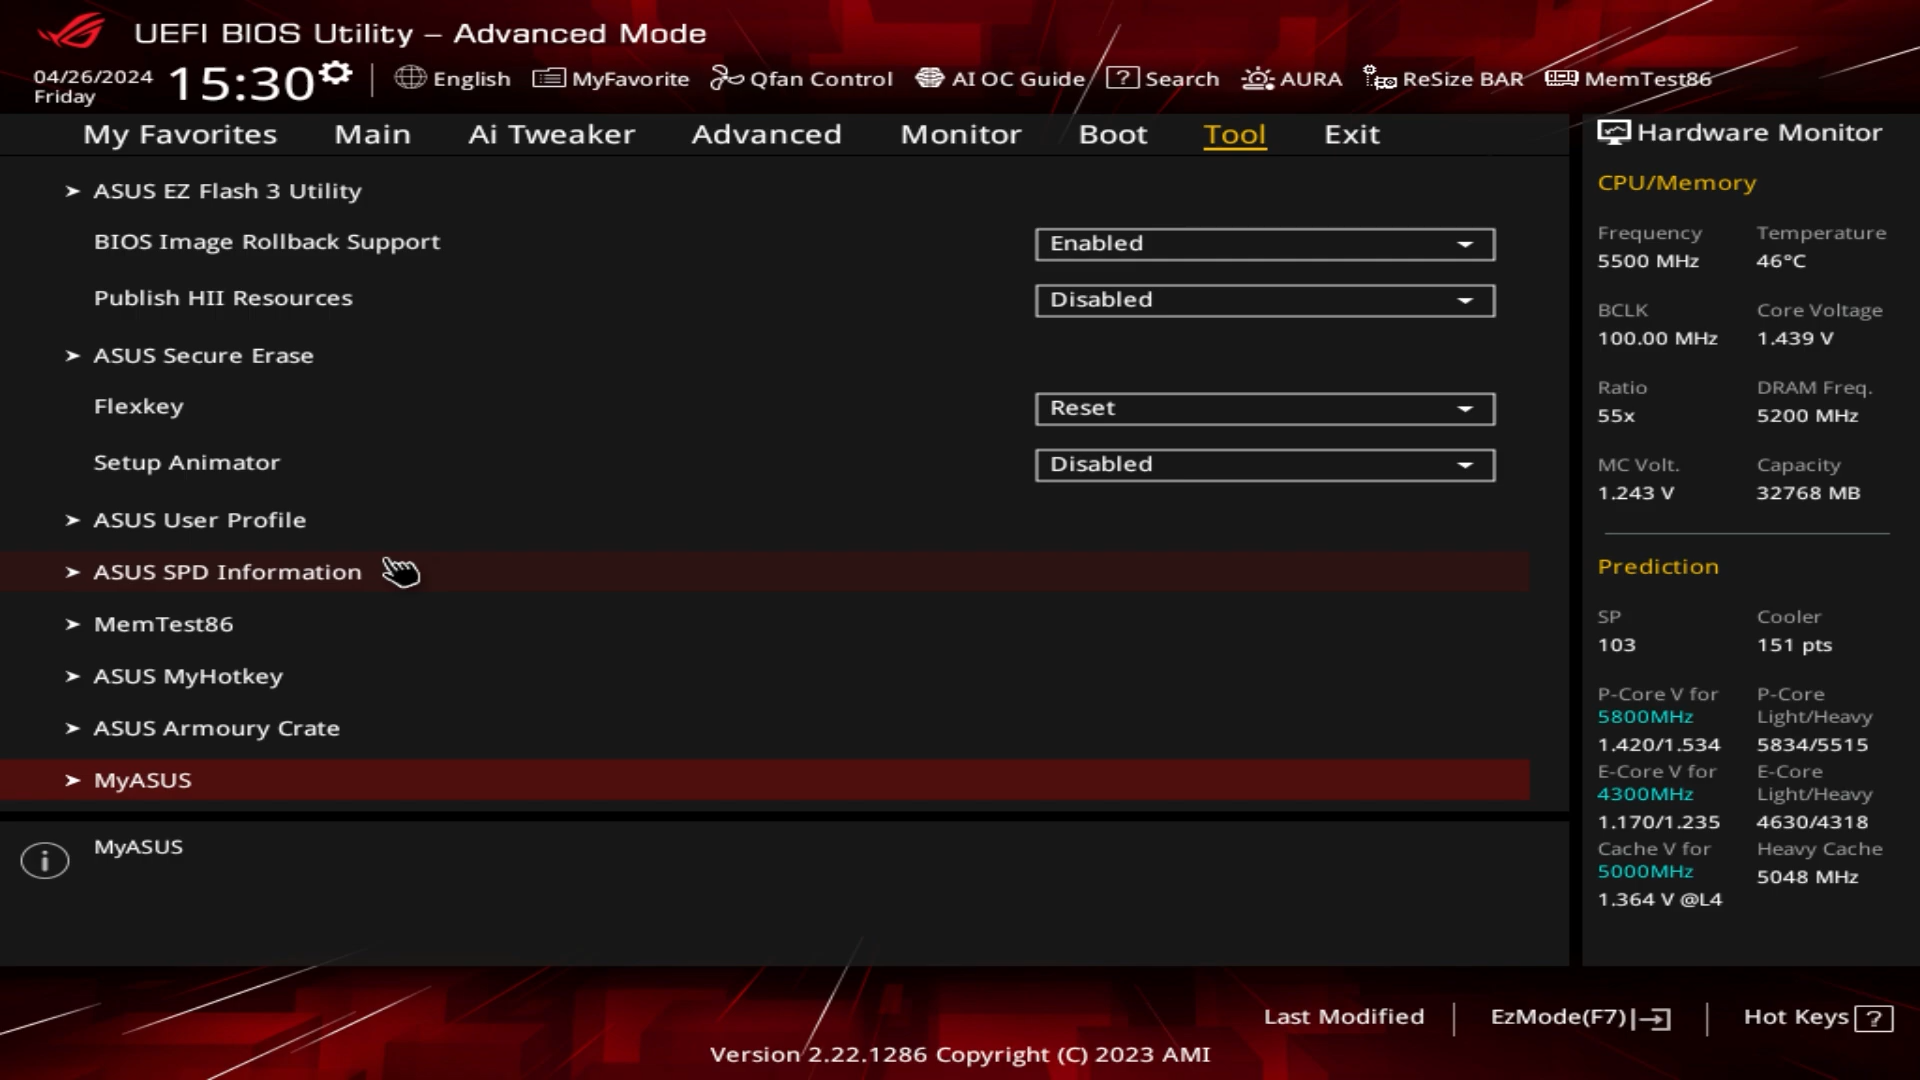 UEFI BIOS Utility – Advanced Mode
04/26/2024
Friday
15:30
English
MyFavorite
Qfan Control
AI OC Guide
? Search
AURA
ReSize BAR
MemTest86
My Favorites
Main
Ai Tweaker
Advanced
Monitor
Boot
Tool
Exit
ASUS EZ Flash 3 Utility
BIOS Image Rollback Support
Enabled
Publish HII Resources
Disabled
ASUS Secure Erase
Flexkey
Reset
Setup Animator
Disabled
ASUS User Profile
ASUS SPD Information
MemTest86
ASUS MyHotkey
ASUS Armoury Crate
MyASUS
i MyASUS
Hardware Monitor
CPU/Memory
Frequency Temperature
5500 MHz 46°C
BCLK Core Voltage
100.00 MHz 1.439 V
Ratio DRAM Freq.
55x 5200 MHz
MC Volt. Capacity
1.243 V 32768 MB
Prediction
SP Cooler
103 151 pts
P-Core V for P-Core
5800MHz Light/Heavy
1.420/1.534 5834/5515
E-Core V for E-Core
4300MHz Light/Heavy
1.170/1.235 4630/4318
Cache V for Heavy Cache
5000MHz 5048 MHz
1.364 V @L4
Last Modified
EzMode(F7)
Hot Keys ?
Version 2.22.1286 Copyright (C) 2023 AMI